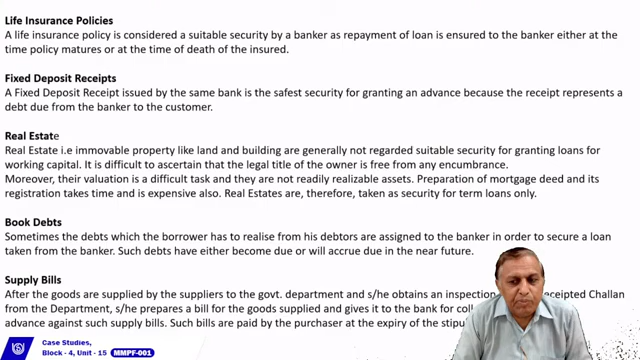 Life Insurance Policies
A life insurance policy is considered a suitable security by a banker as repayment of loan is ensured to the banker either at the
time policy matures or at the time of death of the insured.
Fixed Deposit Receipts
A Fixed Deposit Receipt issued by the same bank is the safest security for granting an advance because the receipt represents a
debt due from the banker to the customer.
Real Estate
Real Estate i.e immovable property like land and building are generally not regarded suitable security for granting loans for
working capital. It is difficult to ascertain that the legal title of the owner is free from any encumbrance.
Moreover, their valuation is a difficult task and they are not readily realizable assets. Preparation of mortgage deed and its
registration takes time and is expensive also. Real Estates are, therefore, taken as security for term loans only.
Book Debts
Sometimes the debts which the borrower has to realise from his debtors are assigned to the banker in order to secure a loan
taken from the banker. Such debts have either become due or will accrue due in the near future.
Supply Bills
After the goods are supplied by the suppliers to the govt. department and s/he obtains an inspection receipted Challan
from the Department, s/he prepares a bill for the goods supplied and gives it to the bank for
advance against such supply bills. Such bills are paid by the purchaser at the expiry of the
Case Studies,
Block - 4, Unit - 15 MMPF-001